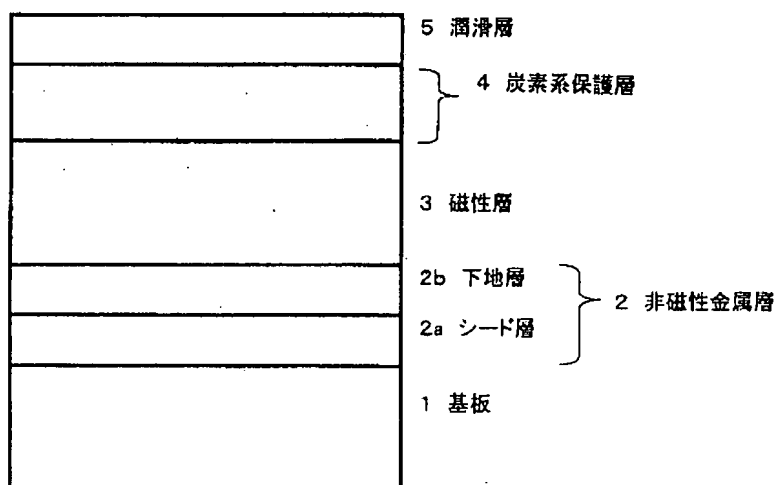 5 潤滑層
4 炭素系保護層
3 磁性層
2b 下地層
2 非磁性金属層
2a シード層
1 基板